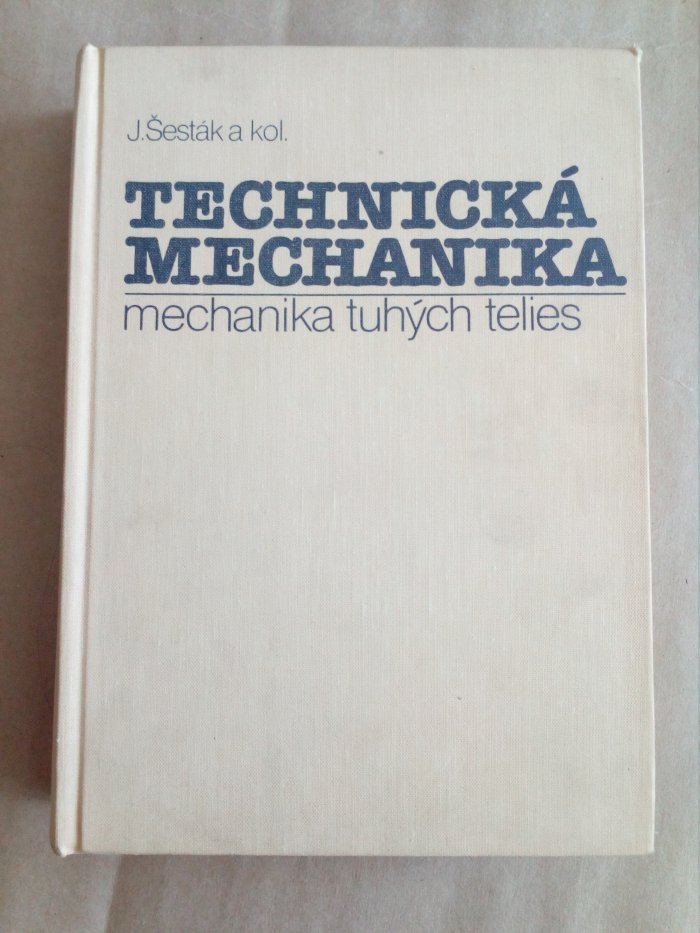 J.Šesták a kol.
TECHNICKÁ
MECHANIKA
mechanika tuhých telies